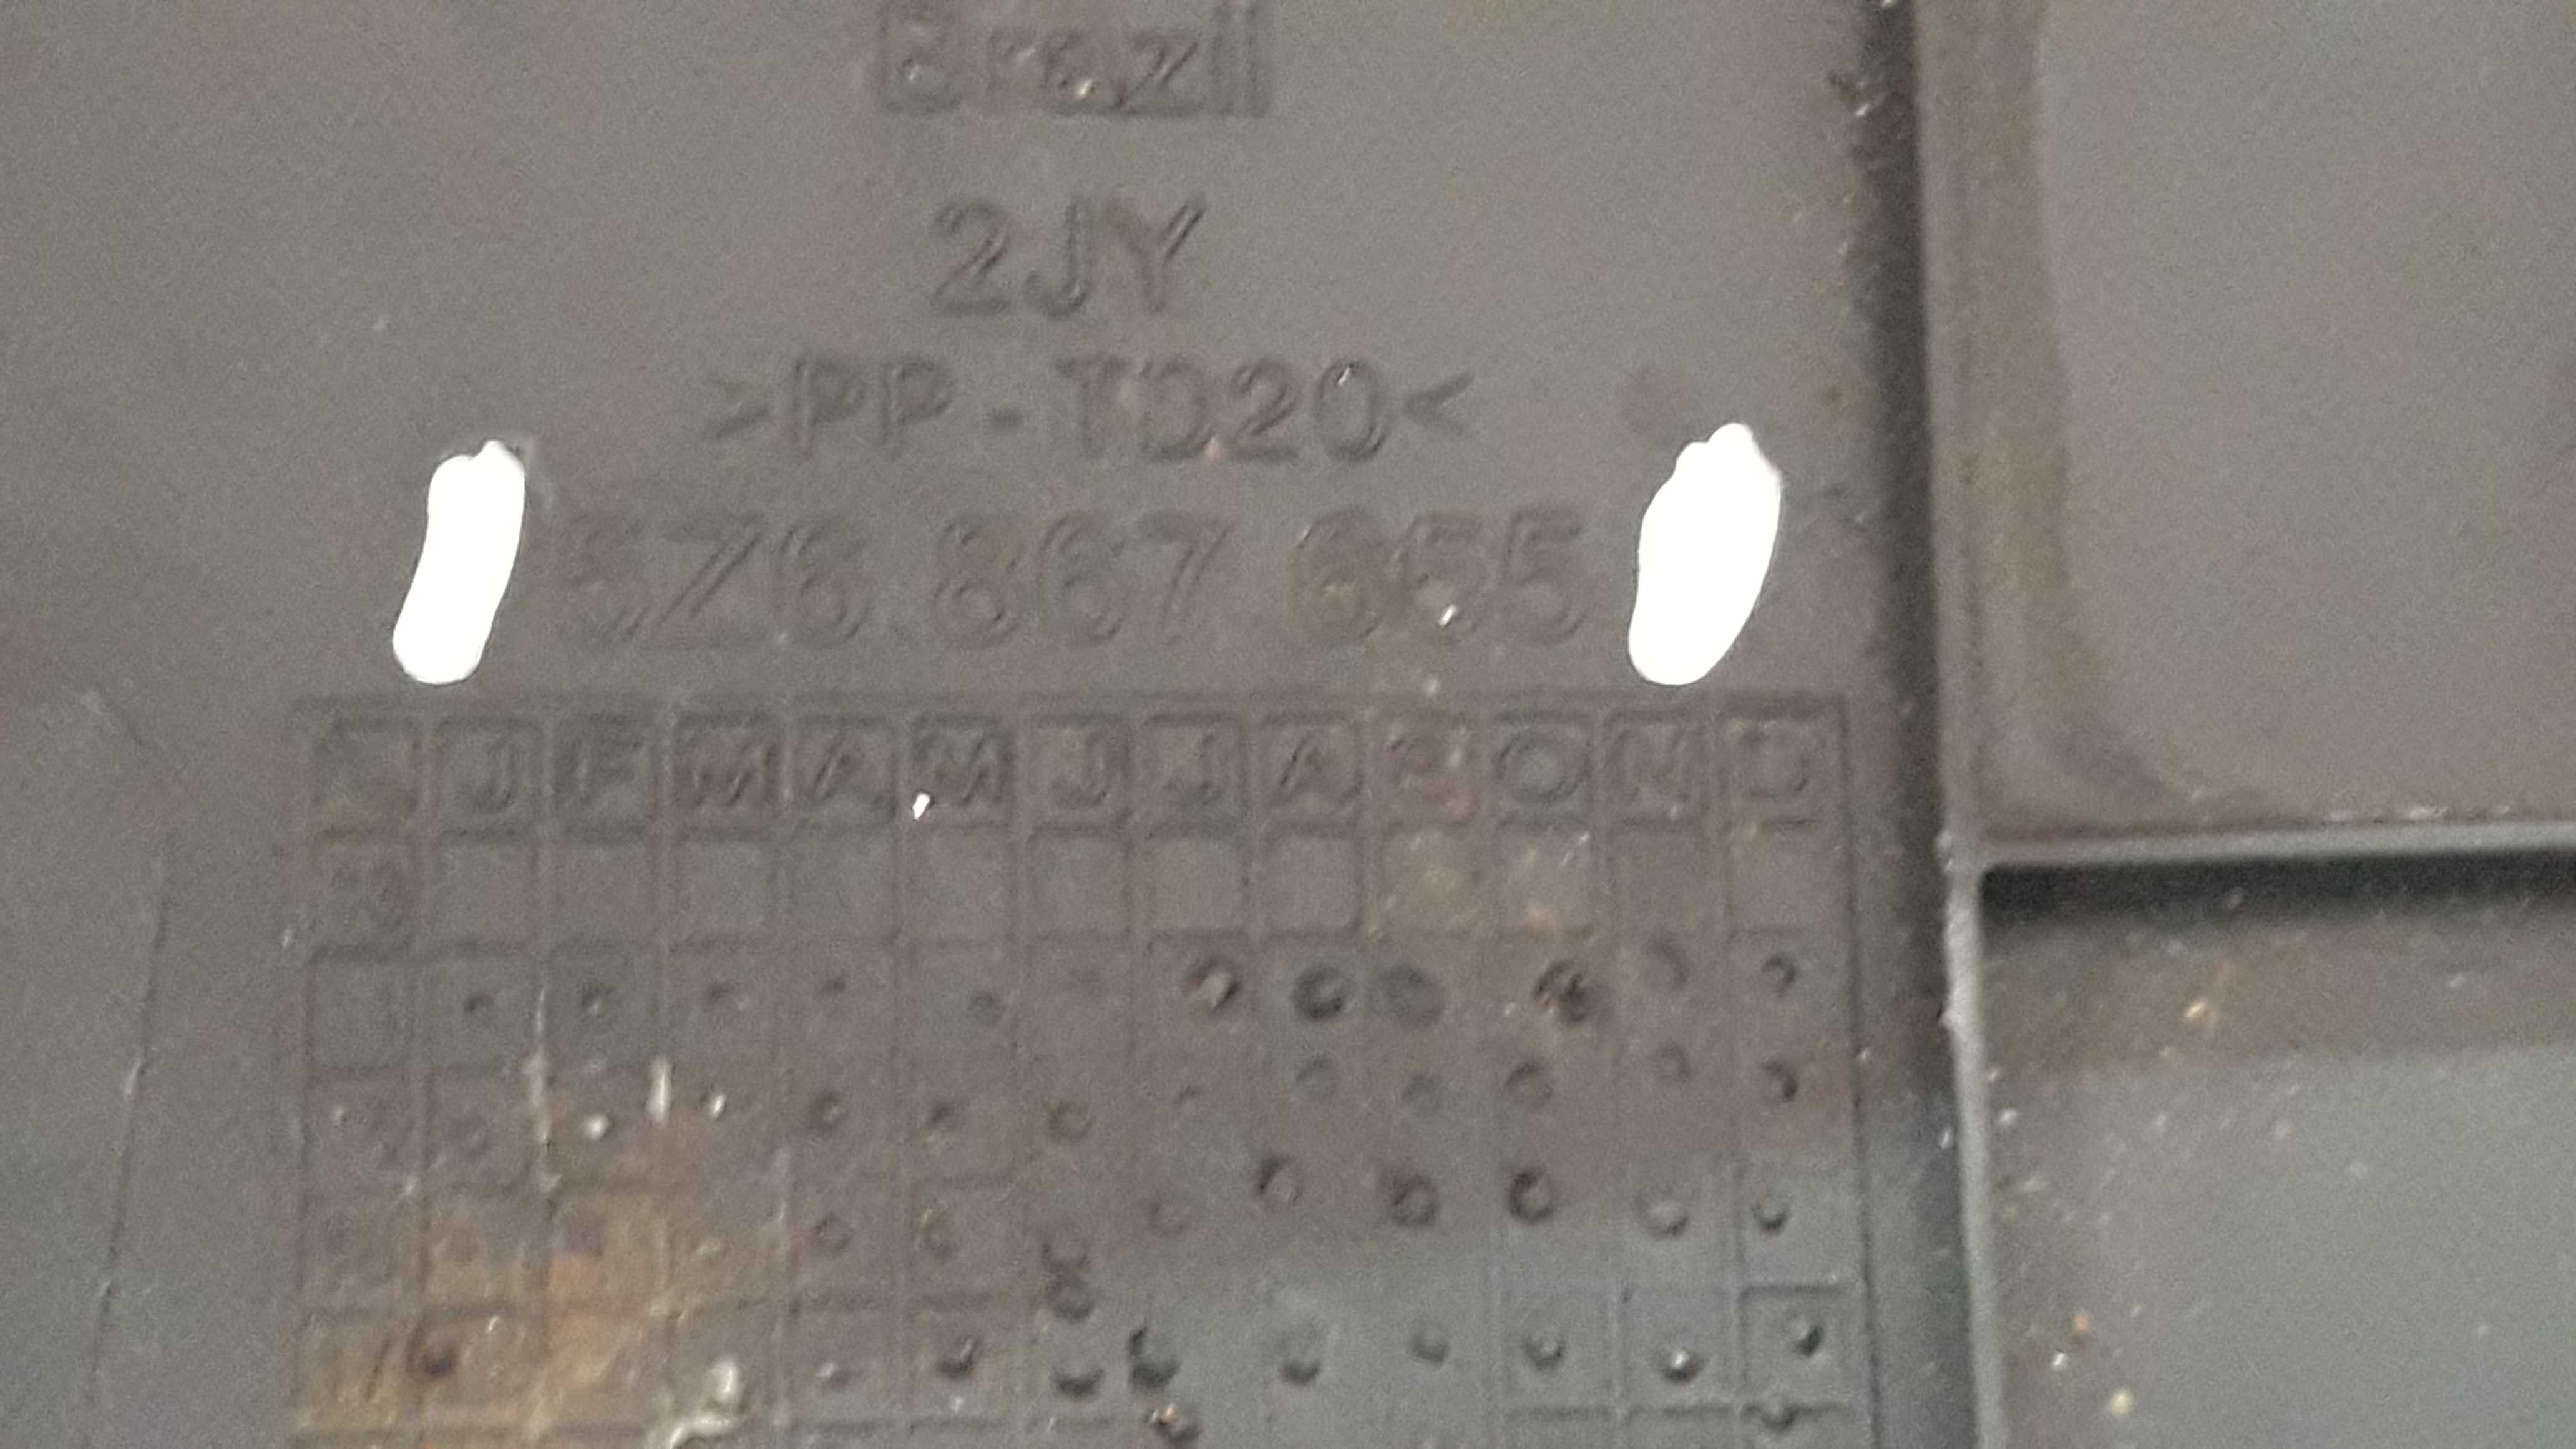 2JY
>PP-TD20<
5Z6 867 655
J F M A M J J A S O N D